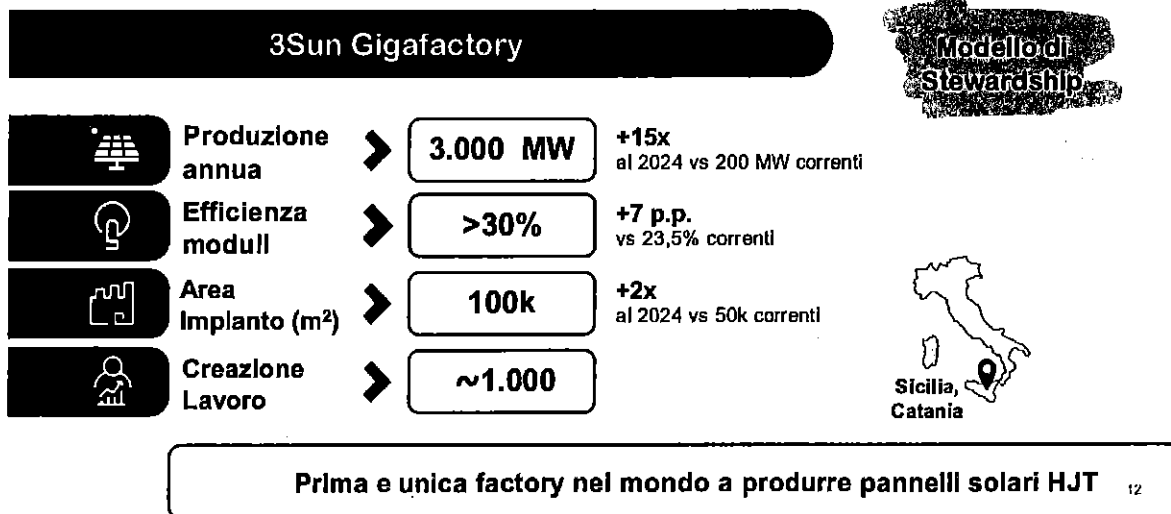 3Sun Gigafactory
Modello di
Stewardship
Produzione
annua
3.000 MW
+15x
al 2024 vs 200 MW correnti
Efficienza
moduli
>30%
+7 p.p.
vs 23,5% correnti
Area
Impianto (m²)
100k
+2x
al 2024 vs 50k correnti
Creazione
Lavoro
~1.000
Sicilia,
Catania
Prima e unica factory nel mondo a produrre pannelli solari HJT
12